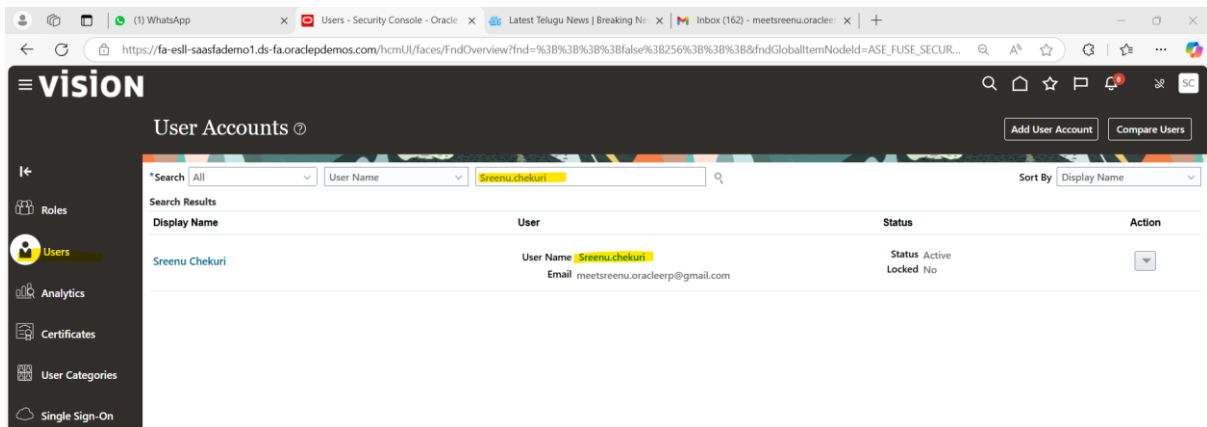 (1) WhatsApp
Users - Security Console - Oracle
Latest Telugu News | Breaking Ne
Inbox (162) - meetsreenu.oracleer
https://fa-esll-saasfademo1.ds-fa.oraclepdemos.com/hcmUI/faces/FndOverview?fnd=%3B%3B%3B%3Bfalse%3B256%3B%3B%3B&fndGlobalItemNodeId=ASE_FUSE_SECUR...
VISION
8
SC
User Accounts
Add User Account
Compare Users
*Search All
User Name
Sreenu.chekuri
Sort By Display Name
Roles
Search Results
Display Name User Status Action
Users
Sreenu Chekuri
User Name Sreenu.chekuri
Status Active
Email meetsreenu.oracleerp@gmail.com
Locked No
Analytics
Certificates
User Categories
Single Sign-On